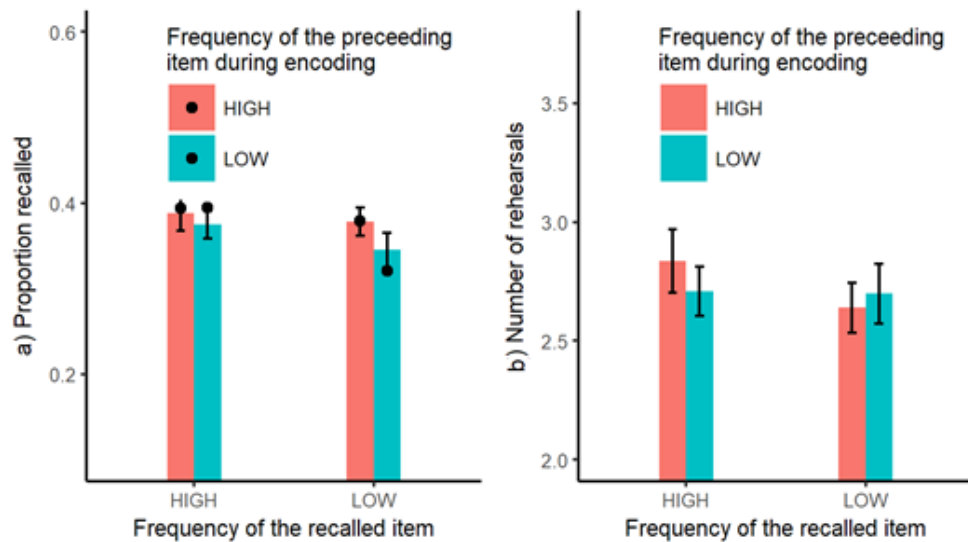 a) Proportion recalled
0.6
0.4
0.2
Frequency of the preceeding
item during encoding
HIGH
LOW
HIGH
LOW
Frequency of the recalled item
b) Number of rehearsals
3.5
3.0
2.5
2.0
Frequency of the preceeding
item during encoding
HIGH
LOW
HIGH
LOW
Frequency of the recalled item